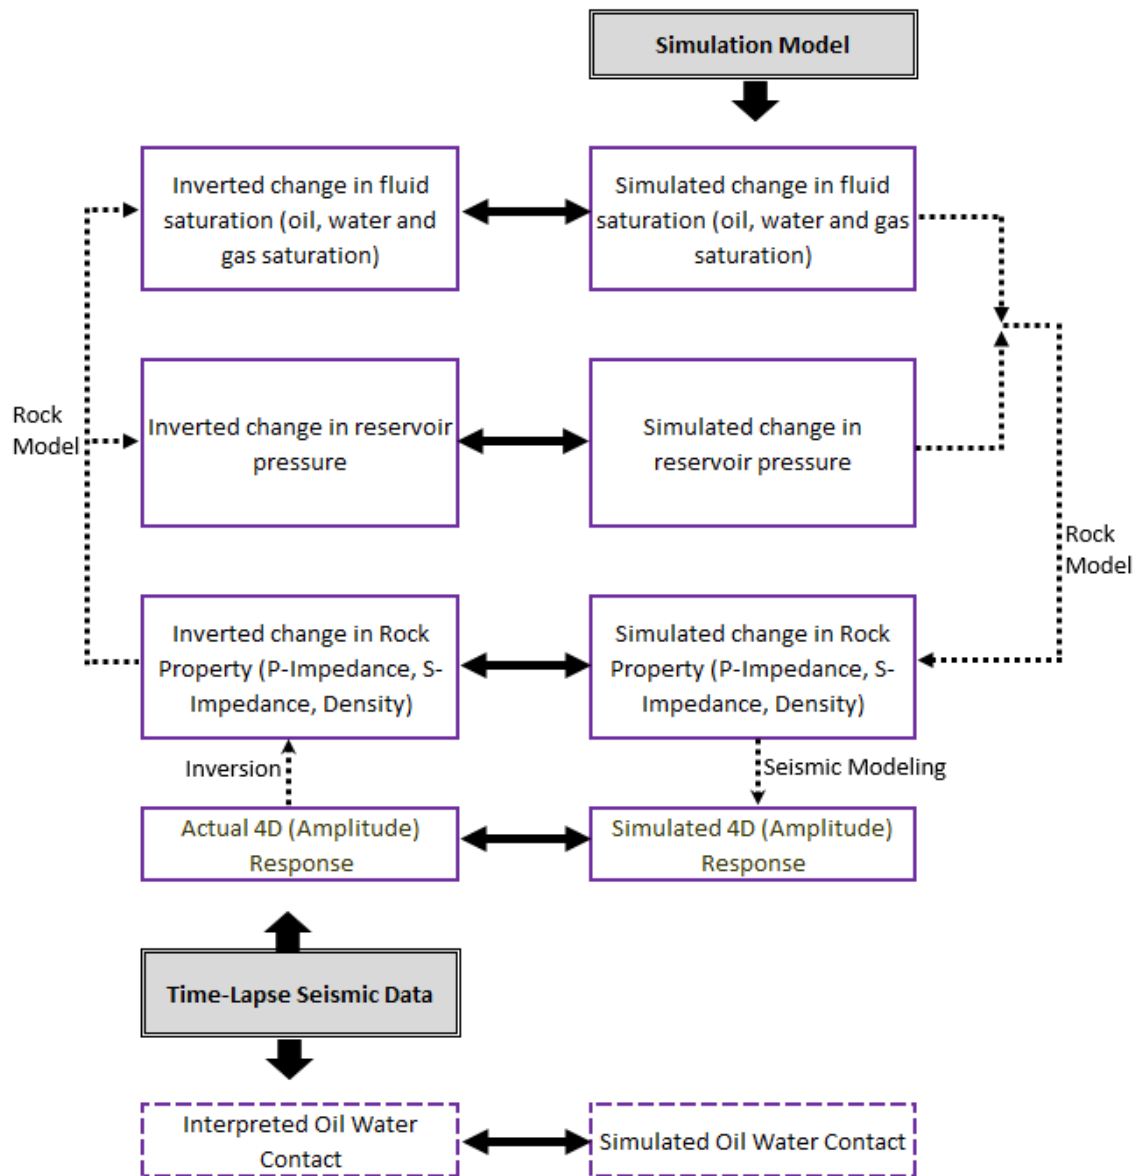 Simulation Model
Inverted change in fluid
saturation (oil, water and
gas saturation)
Simulated change in fluid
saturation (oil, water and gas
saturation)
Rock
Model
Inverted change in reservoir
pressure
Simulated change in
reservoir pressure
Rock
Model
Inverted change in Rock
Property (P-Impedance, S-
Impedance, Density)
Simulated change in Rock
Property (P-Impedance, S-
Impedance, Density)
Inversion
Seismic Modeling
Actual 4D (Amplitude)
Response
Simulated 4D (Amplitude)
Response
Time-Lapse Seismic Data
Interpreted Oil Water
Contact
Simulated Oil Water Contact